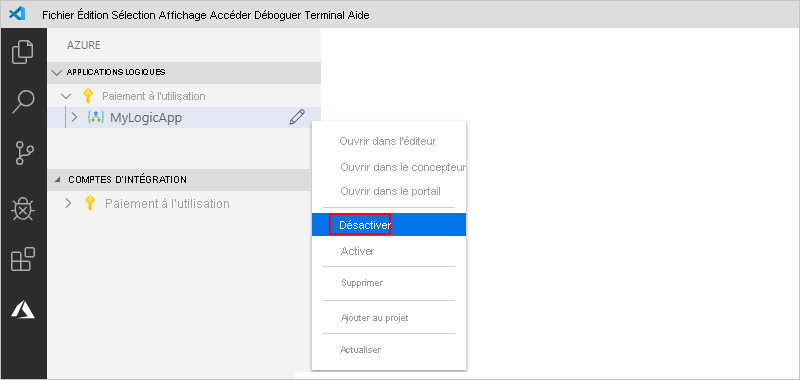 Fichier Édition Sélection Affichage Accéder Déboguer Terminal Aide
AZURE
APPLICATIONS LOGIQUES
Paiement à l'utilisation
MyLogicApp
Ouvrir dans l'éditeur
Ouvrir dans le concepteur
Ouvrir dans le portail
Désactiver
Activer
Supprimer
Ajouter au projet
Actualiser
COMPTES D'INTÉGRATION
Paiement à l'utilisation